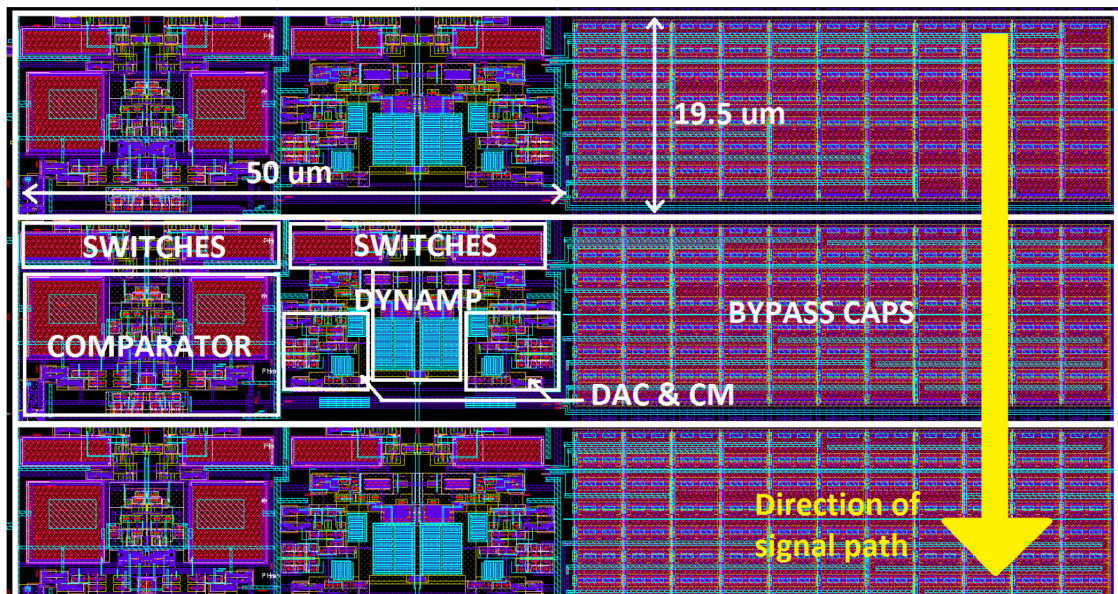 19.5 um
50 um
SWITCHES
SWITCHES
DYNAMP
COMPARATOR
BYPASS CAPS
DAC & CM
Direction of
signal path